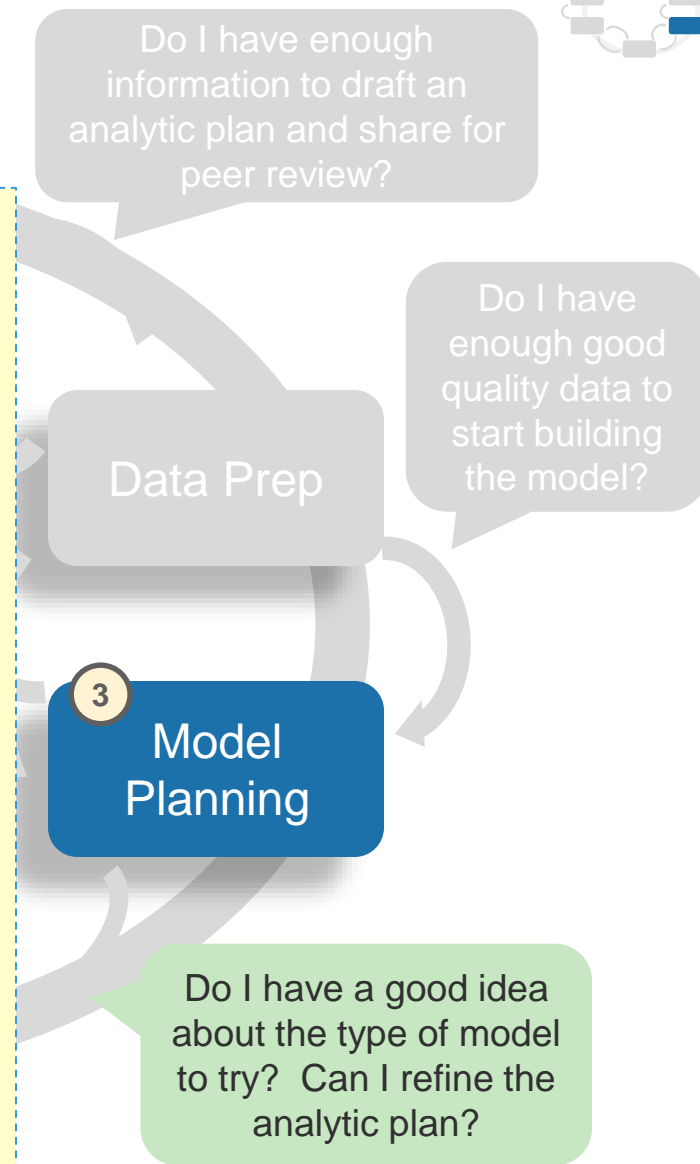 Do I have enough
information to draft an
analytic plan and share for
peer review?
Do I have
enough good
quality data to
start building
the model?
Data Prep
3
Model
Planning
Do I have a good idea
about the type of model
to try?  Can I refine the
analytic plan?